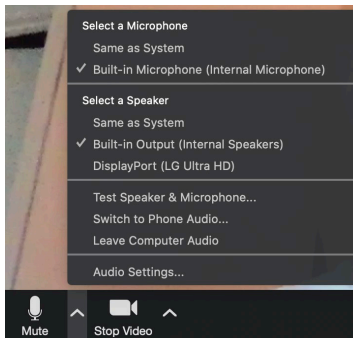 Select a Microphone
Same as System
✓ Built-in Microphone (Internal Microphone)
Select a Speaker
Same as System
✓ Built-in Output (Internal Speakers)
DisplayPort (LG Ultra HD)
Test Speaker & Microphone...
Switch to Phone Audio...
Leave Computer Audio
Audio Settings...
Mute
Stop Video